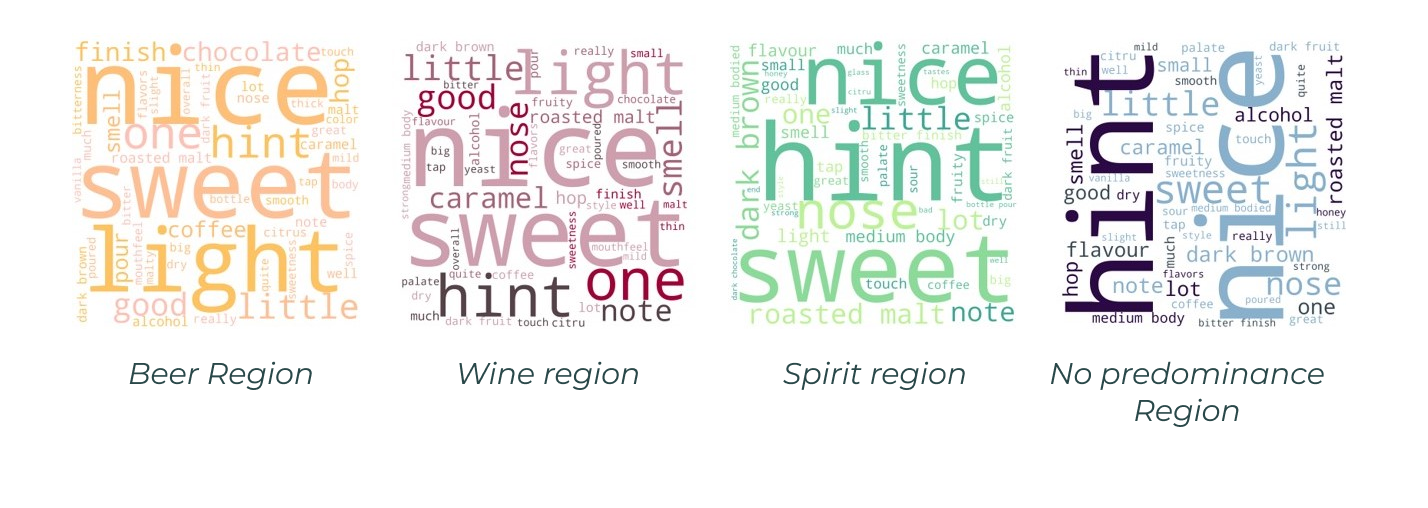 finish
chocolate
touch
nice
hop
bitterness
smell
flavors
slight
thin
overall
dark fruit
lot
nose
thick
malt
color
great
one
hint
caramel
much
roasted malt
mild
sweet
vanilla
bitter
bottle
tap
smooth
body
coffee
note
citrus
light
pour
mouthfeel
malty
big
dry
quite
sweetness
spice
well
dark brown
poured
good
little
alcohol
really
Beer Region
dark brown
really
small
little
pour
light
bitter
good
nose
fruity
chocolate
roasted malt
flavour
nice
medium body
strong
alcohol
flavors
poured
smell
big
tap
yeast
great
spice
smooth
caramel
hop
finish
style
well
malt
sweet
thin
overall
sweetness
mouthfeel
mild
quite
coffee
one
palate
hint
dry
lot
note
much
dark fruit
touch
citru
Wine region
flavour
much
caramel
small
honey
nice
glass
sweetness
tastes
good
citru
hop
alcohol
medium bodied
dark brown
really
one
slight
little
spice
smell
bitter finish
hint
tap
great
smooth
palate
sour
fruity
dark fruit
end
style
still
yeast
strong
nose
bad
bottle pour
lot
dry
light
medium body
sweet
well
dark chocolate
touch
coffee
big
roasted malt
note
Spirit region
mild
palate
dark fruit
citru
well
small
thin
smooth
yeast
quite
roasted malt
hint
little
nice
alcohol
big
spice
touch
smell
caramel
fruity
sweetness
light
vanilla
good
dry
sweet
sour
medium bodied
honey
tap
still
slight
style
really
flavour
much
dark brown
hop
flavors
strong
note
lot
nose
coffee
poured
one
medium body
bitter finish
great
No predominance
Region